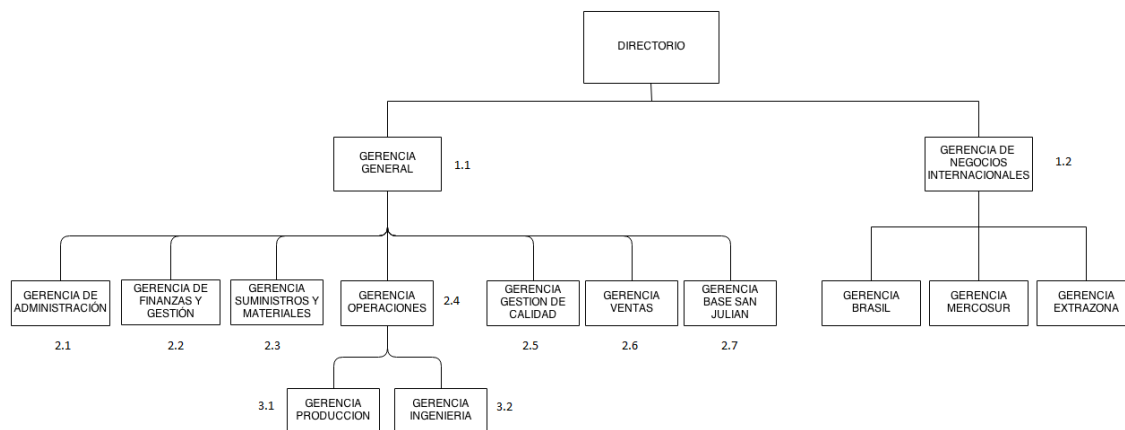 DIRECTORIO
GERENCIA
GENERAL
1.1
GERENCIA DE
NEGOCIOS
INTERNACIONALES
1.2
GERENCIA DE
ADMINISTRACIÓN
2.1
GERENCIA DE
FINANZAS Y
GESTIÓN
2.2
GERENCIA
SUMINISTROS Y
MATERIALES
2.3
GERENCIA
OPERACIONES
2.4
GERENCIA
GESTION DE
CALIDAD
2.5
GERENCIA
VENTAS
2.6
GERENCIA
BASE SAN
JULIAN
2.7
GERENCIA
BRASIL
GERENCIA
MERCOSUR
GERENCIA
EXTRAZONA
3.1
GERENCIA
PRODUCCION
GERENCIA
INGENIERIA
3.2